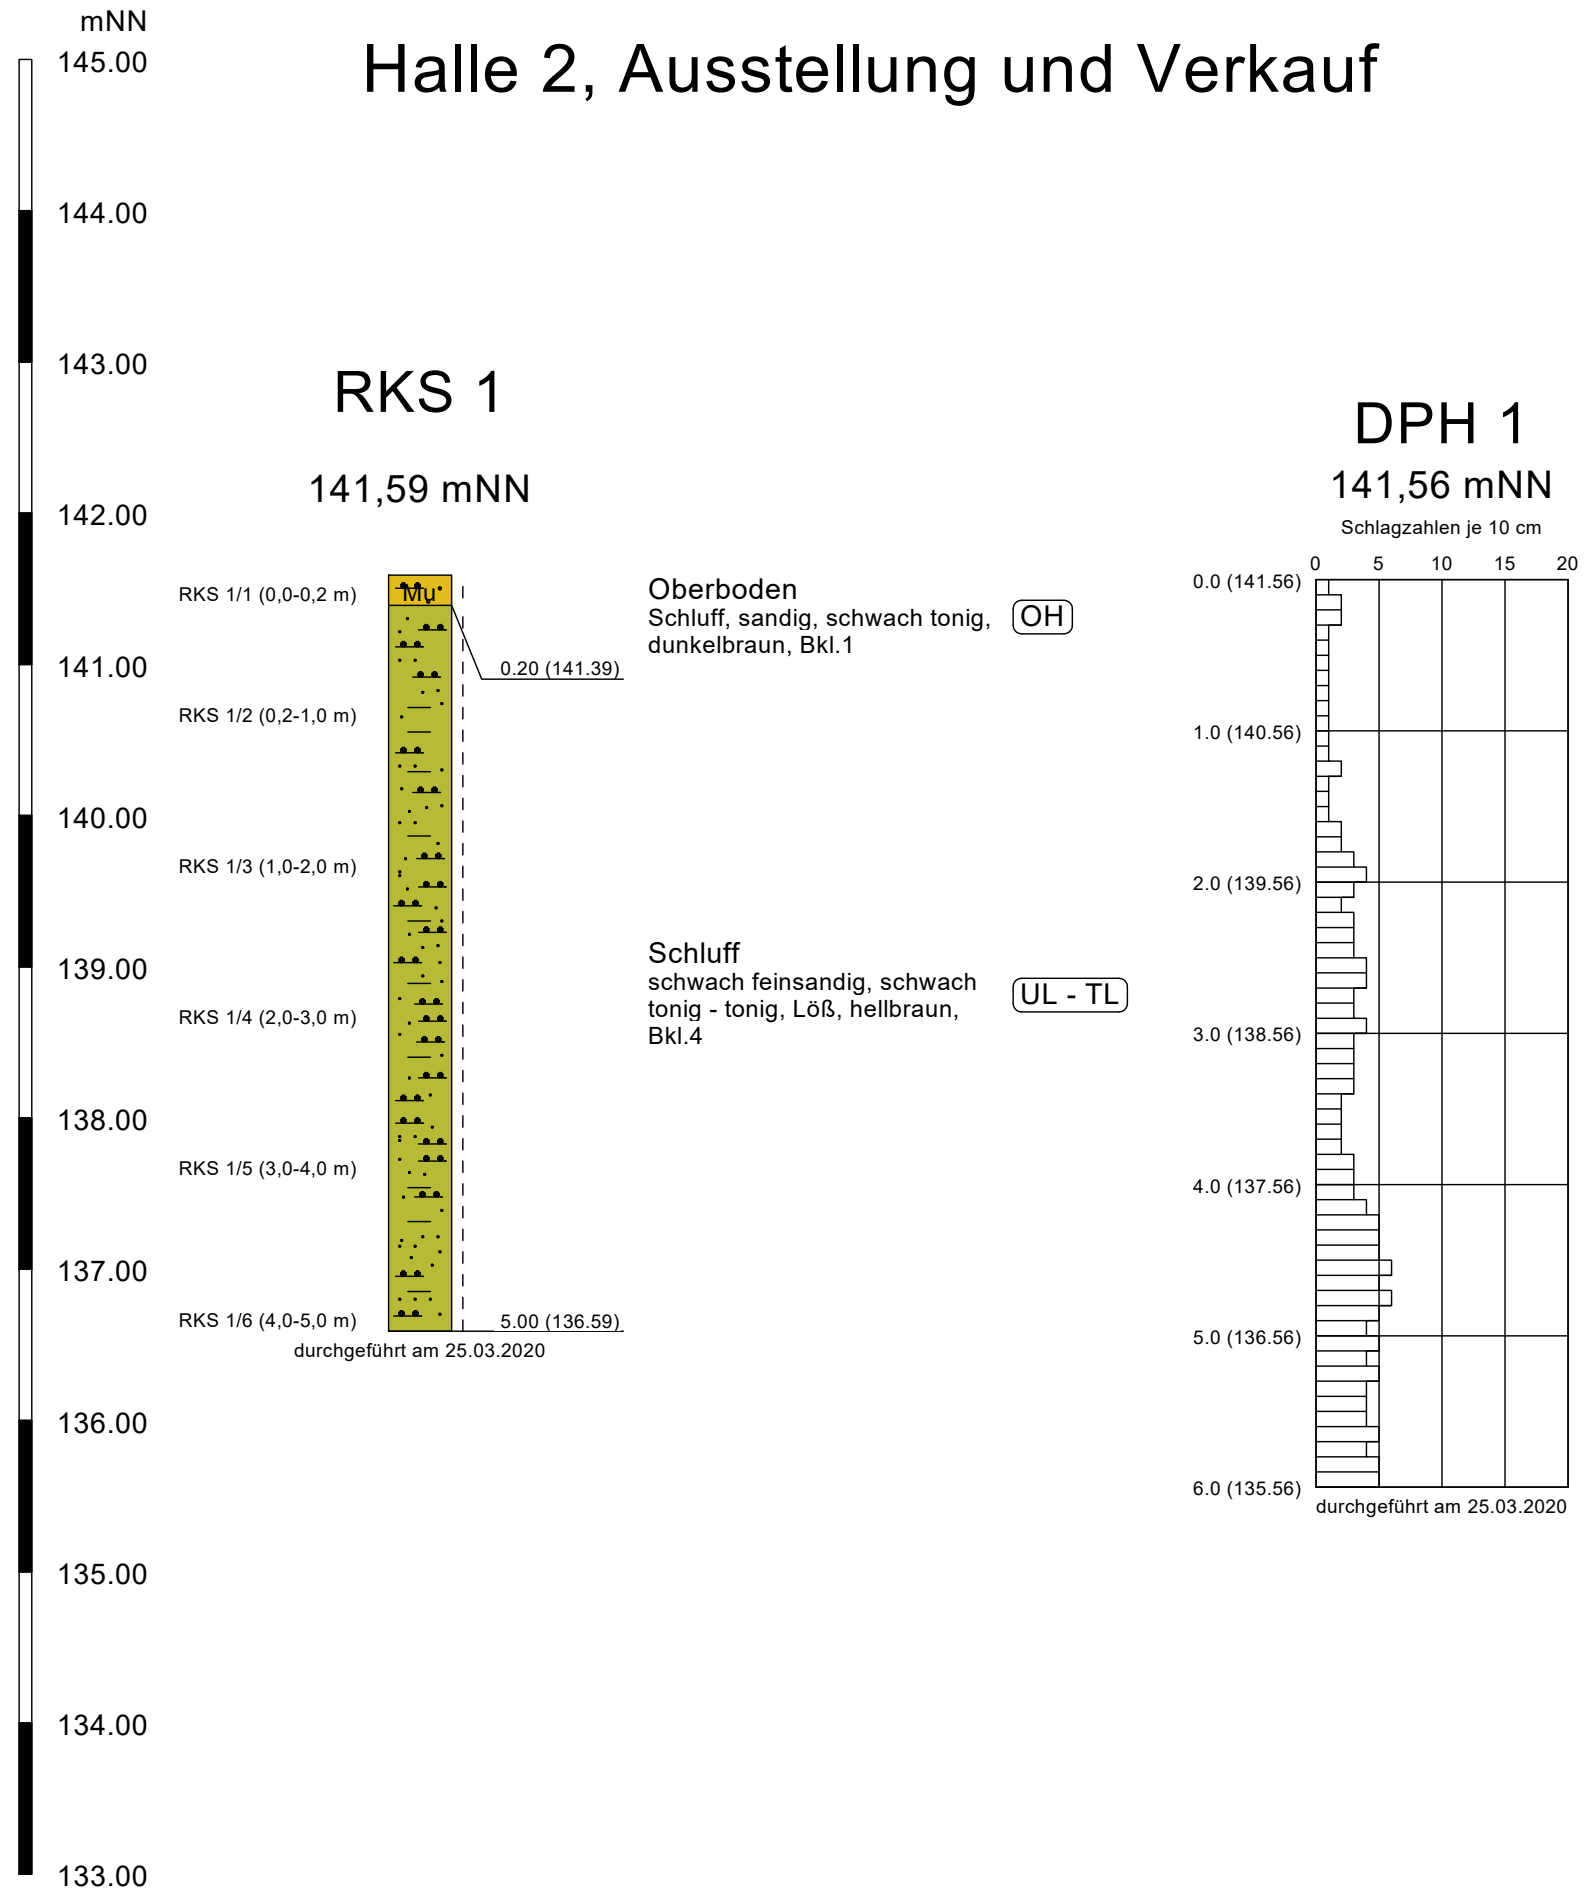 mNN
Halle 2, Ausstellung und Verkauf
145.00
144.00
143.00
142.00
141.00
140.00
139.00
138.00
137.00
136.00
135.00
134.00
133.00
RKS 1
141,59 mNN
RKS 1/1 (0,0-0,2 m)
RKS 1/2 (0,2-1,0 m)
RKS 1/3 (1,0-2,0 m)
RKS 1/4 (2,0-3,0 m)
RKS 1/5 (3,0-4,0 m)
RKS 1/6 (4,0-5,0 m)
Mu
0.20 (141.39)
5.00 (136.59)
durchgeführt am 25.03.2020
Oberboden
Schluff, sandig, schwach tonig,
dunkelbraun, Bkl.1
OH
Schluff
schwach feinsandig, schwach
tonig - tonig, Löß, hellbraun,
Bkl.4
UL - TL
DPH 1
141,56 mNN
Schlagzahlen je 10 cm
0 5 10 15 20
0.0 (141.56)
1.0 (140.56)
2.0 (139.56)
3.0 (138.56)
4.0 (137.56)
5.0 (136.56)
6.0 (135.56)
durchgeführt am 25.03.2020